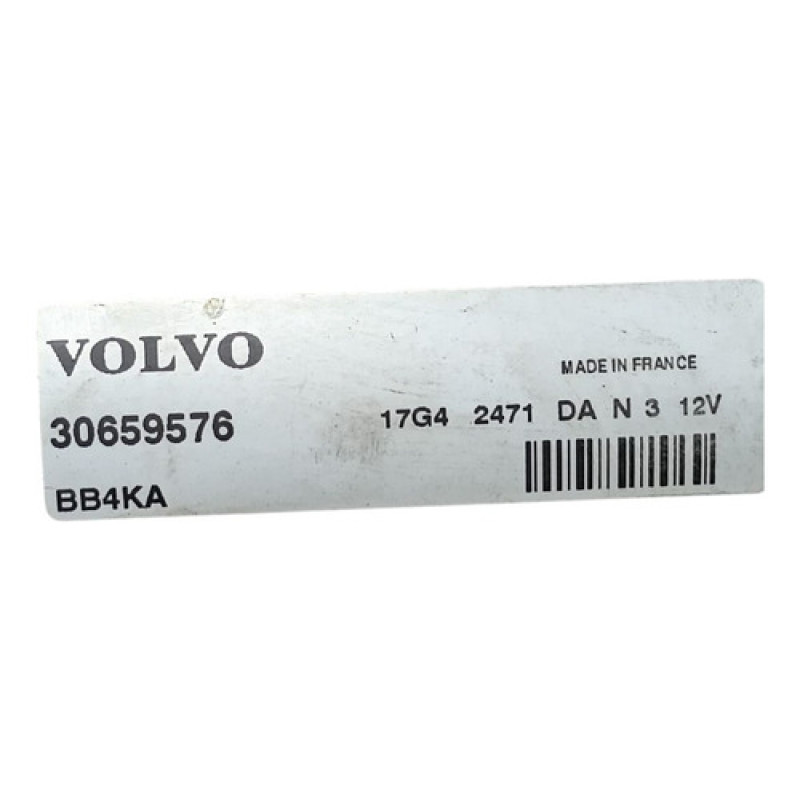 VOLVO
MADE IN FRANCE
30659576
17G4 2471 DA N 3 12V
BB4KA